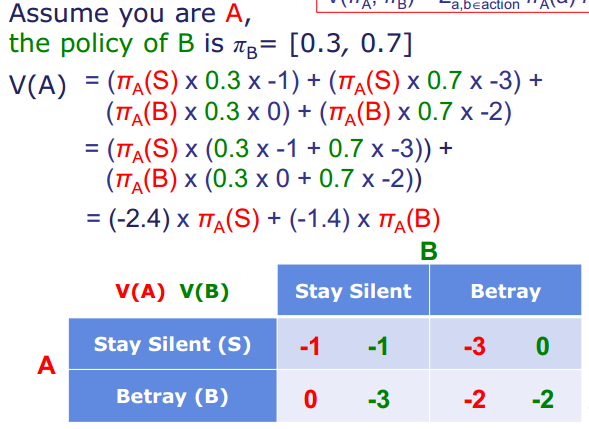 Assume you are A,
the policy of B is π_B= [0.3, 0.7]
V(A) = (π_A(S) x 0.3 x -1) + (π_A(S) x 0.7 x -3) +
(π_A(B) x 0.3 x 0) + (π_A(B) x 0.7 x -2)
= (π_A(S) x (0.3 x -1 + 0.7 x -3)) +
(π_A(B) x (0.3 x 0 + 0.7 x -2))
= (-2.4) x π_A(S) + (-1.4) x π_A(B)
B
V(A) V(B) Stay Silent Betray
A
Stay Silent (S) -1 -1 -3 0
Betray (B) 0 -3 -2 -2